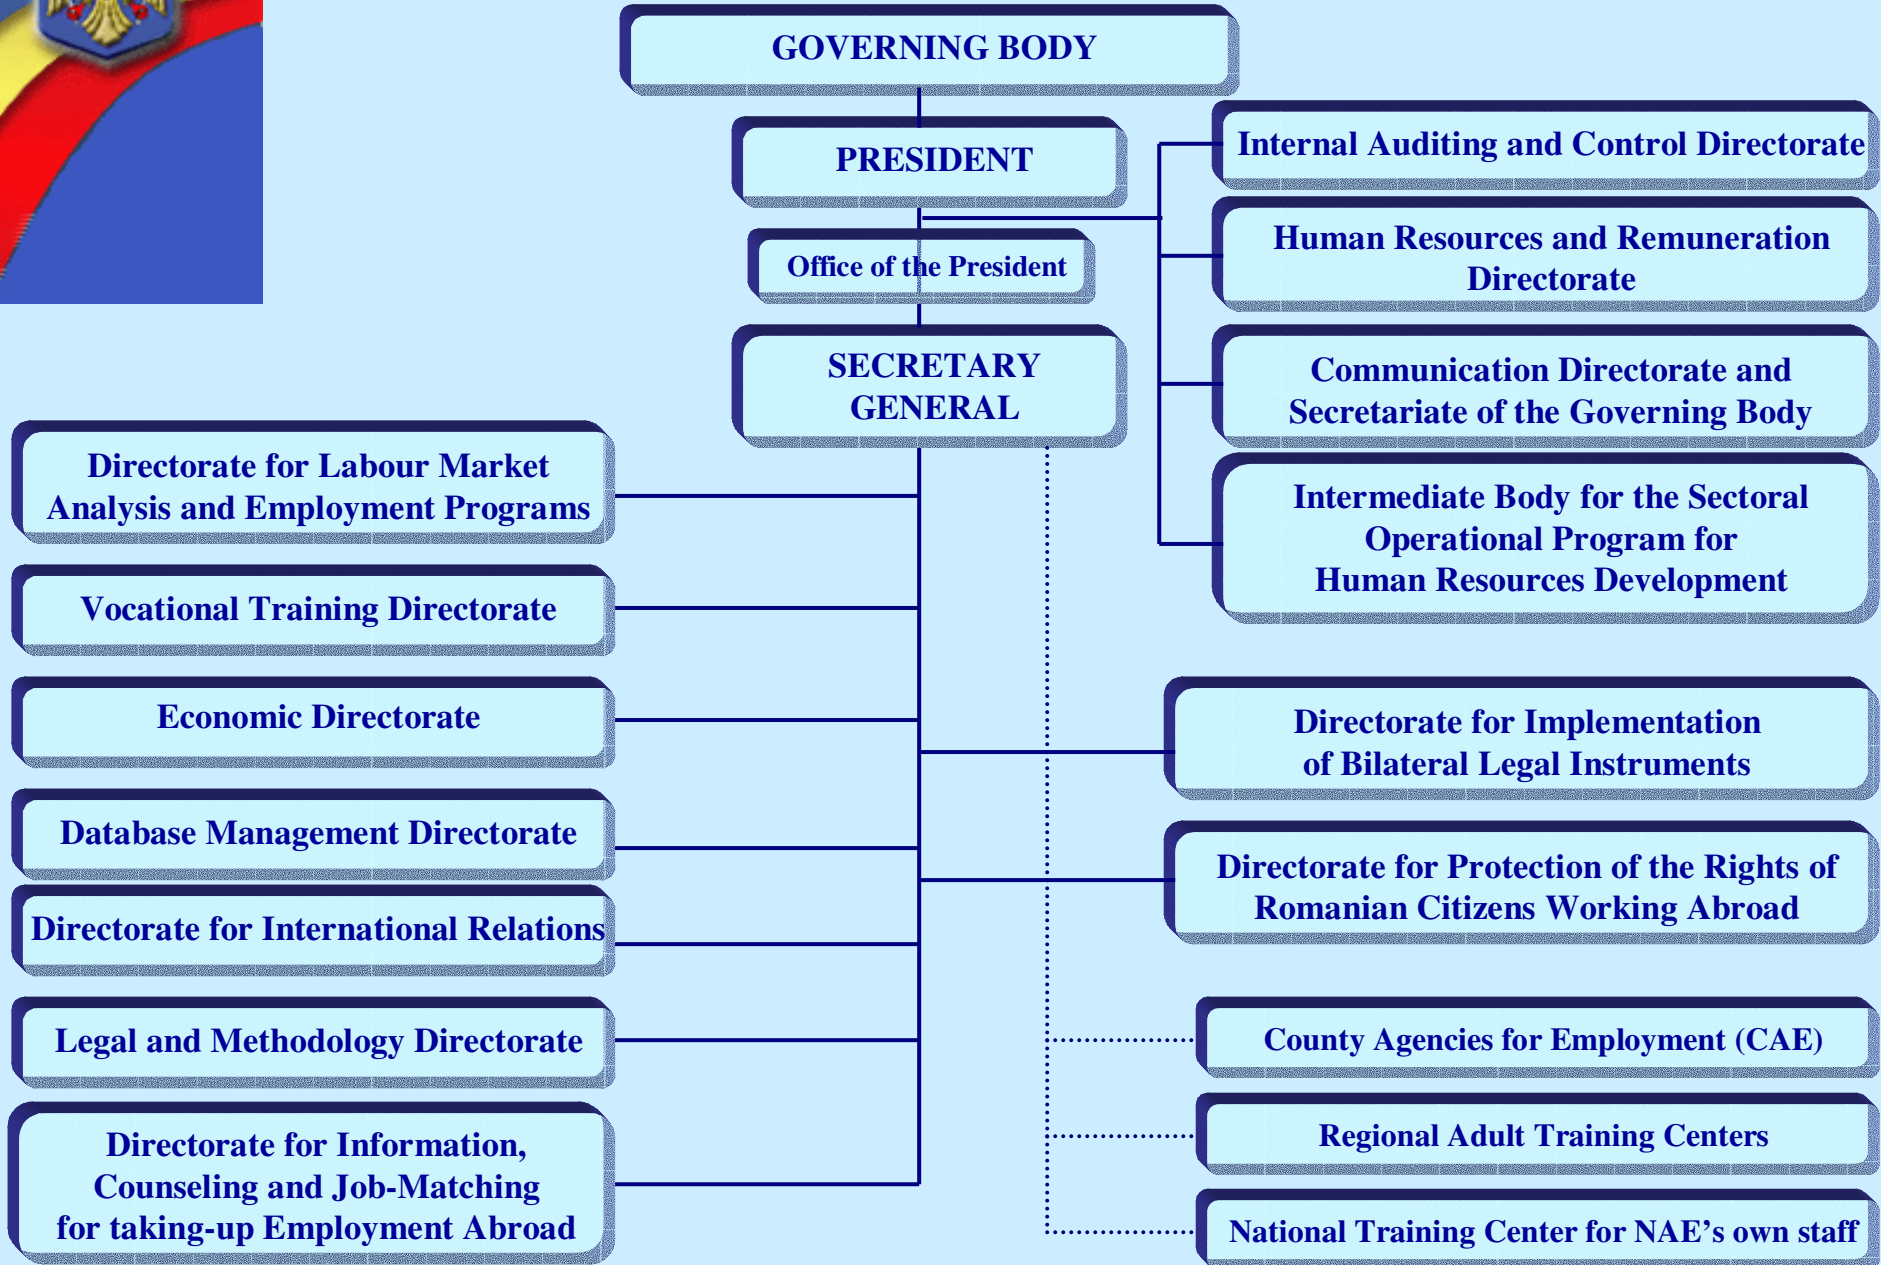 GOVERNING BODY
PRESIDENT
Office of the President
SECRETARY
GENERAL
Internal Auditing and Control Directorate
Human Resources and Remuneration
Directorate
Communication Directorate and
Secretariate of the Governing Body
Intermediate Body for the Sectoral
Operational Program for
Human Resources Development
Directorate for Labour Market
Analysis and Employment Programs
Vocational Training Directorate
Economic Directorate
Database Management Directorate
Directorate for International Relations
Legal and Methodology Directorate
Directorate for Information,
Counseling and Job-Matching
for taking-up Employment Abroad
Directorate for Implementation
of Bilateral Legal Instruments
Directorate for Protection of the Rights of
Romanian Citizens Working Abroad
County Agencies for Employment (CAE)
Regional Adult Training Centers
National Training Center for NAE’s own staff